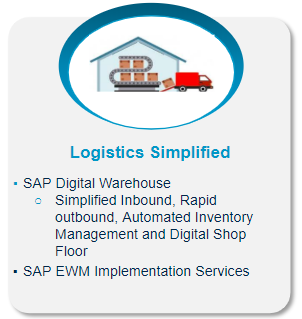 Logistics Simplified
▪ SAP Digital Warehouse
○ Simplified Inbound, Rapid
outbound, Automated Inventory
Management and Digital Shop
Floor
▪ SAP EWM Implementation Services